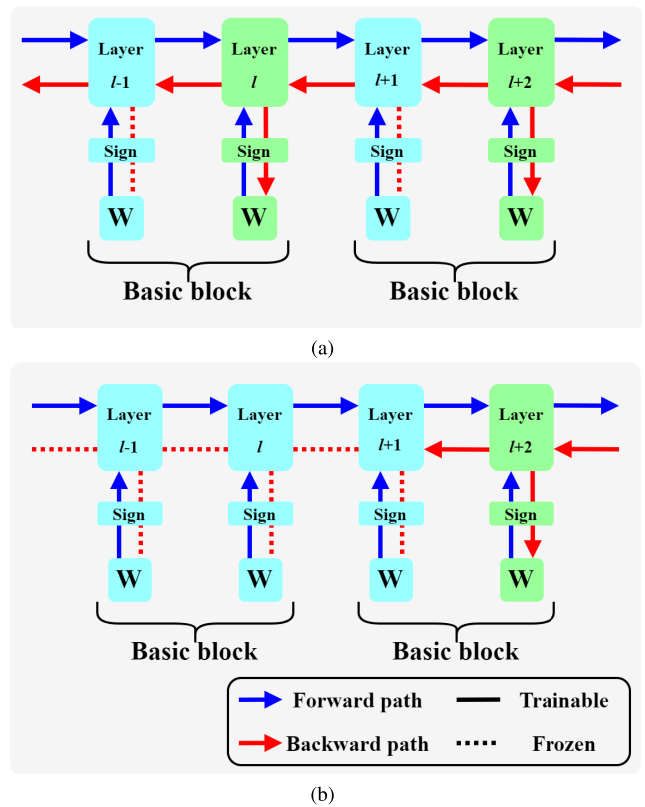 Layer Layer Layer Layer
l-1 l l+1 l+2
Sign Sign Sign Sign
W W W W
Basic block Basic block
(a)
Layer Layer Layer Layer
l-1 l l+1 l+2
Sign Sign Sign Sign
W W W W
Basic block Basic block
Forward path Trainable
Backward path Frozen
(b)